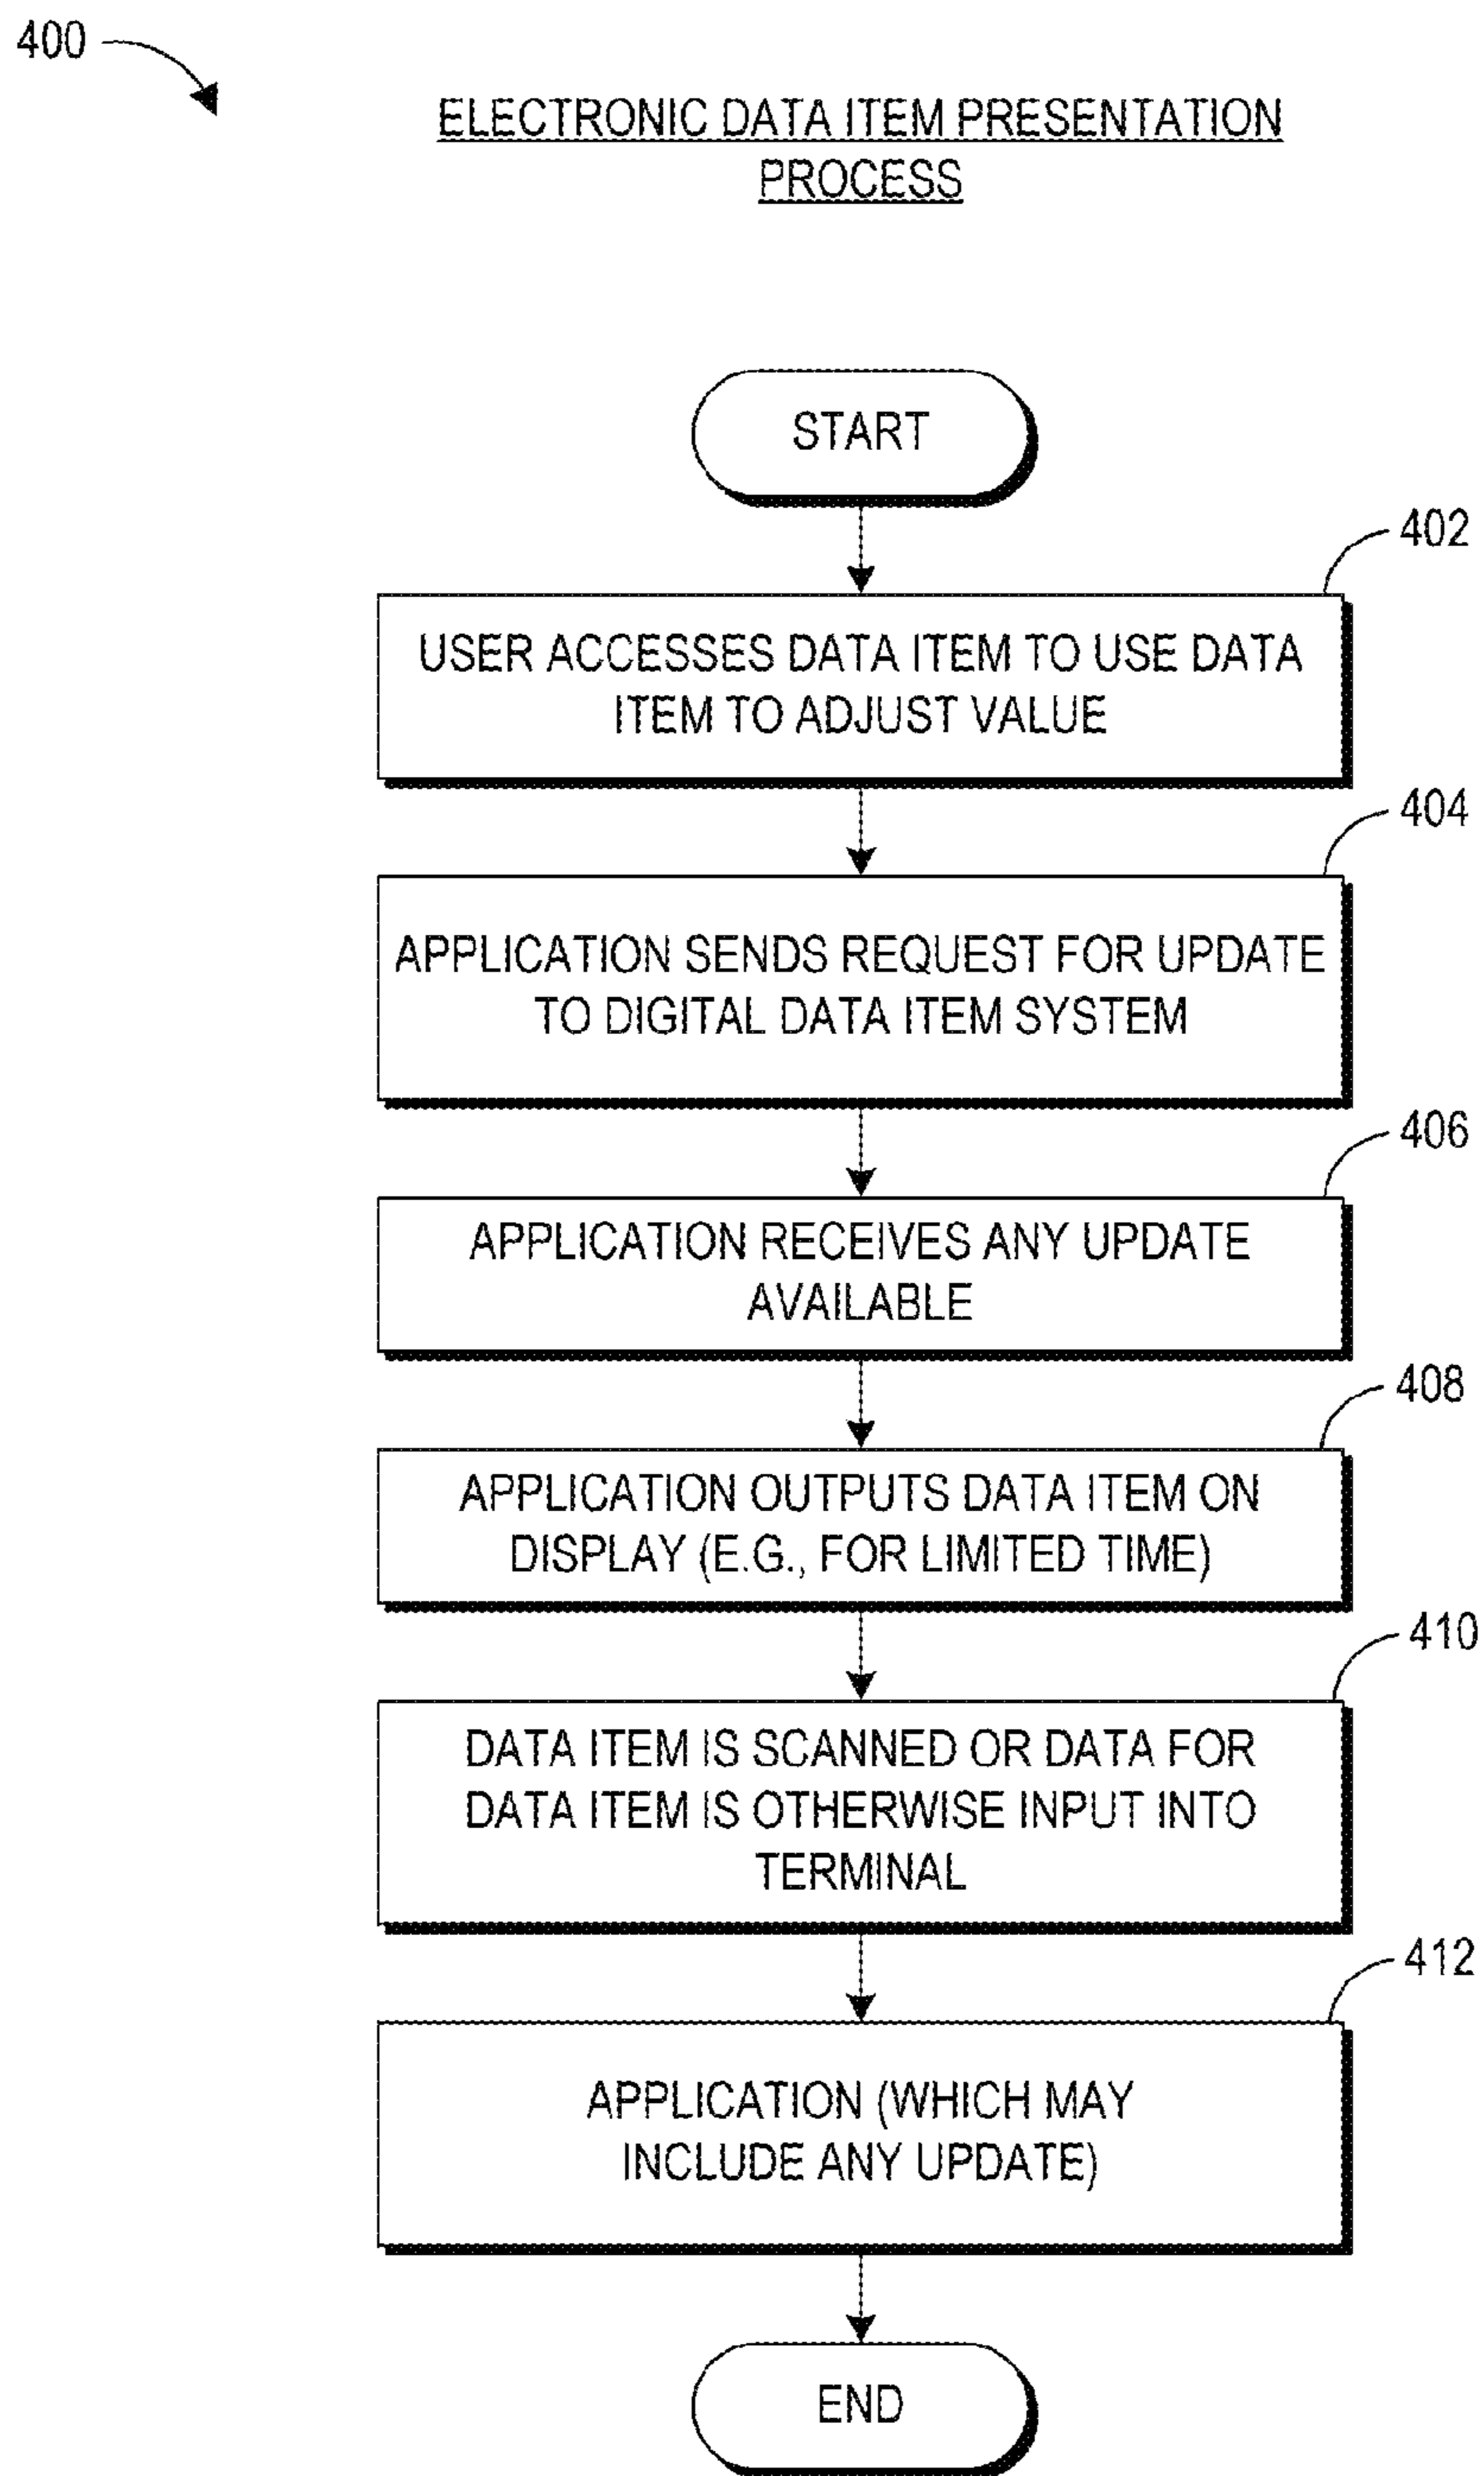 400
ELECTRONIC DATA ITEM PRESENTATION
PROCESS
START
402
USER ACCESSES DATA ITEM TO USE DATA
ITEM TO ADJUST VALUE
404
APPLICATION SENDS REQUEST FOR UPDATE
TO DIGITAL DATA ITEM SYSTEM
406
APPLICATION RECEIVES ANY UPDATE
AVAILABLE
408
APPLICATION OUTPUTS DATA ITEM ON
DISPLAY (E.G., FOR LIMITED TIME)
410
DATA ITEM IS SCANNED OR DATA FOR
DATA ITEM IS OTHERWISE INPUT INTO
TERMINAL
412
APPLICATION (WHICH MAY
INCLUDE ANY UPDATE)
END